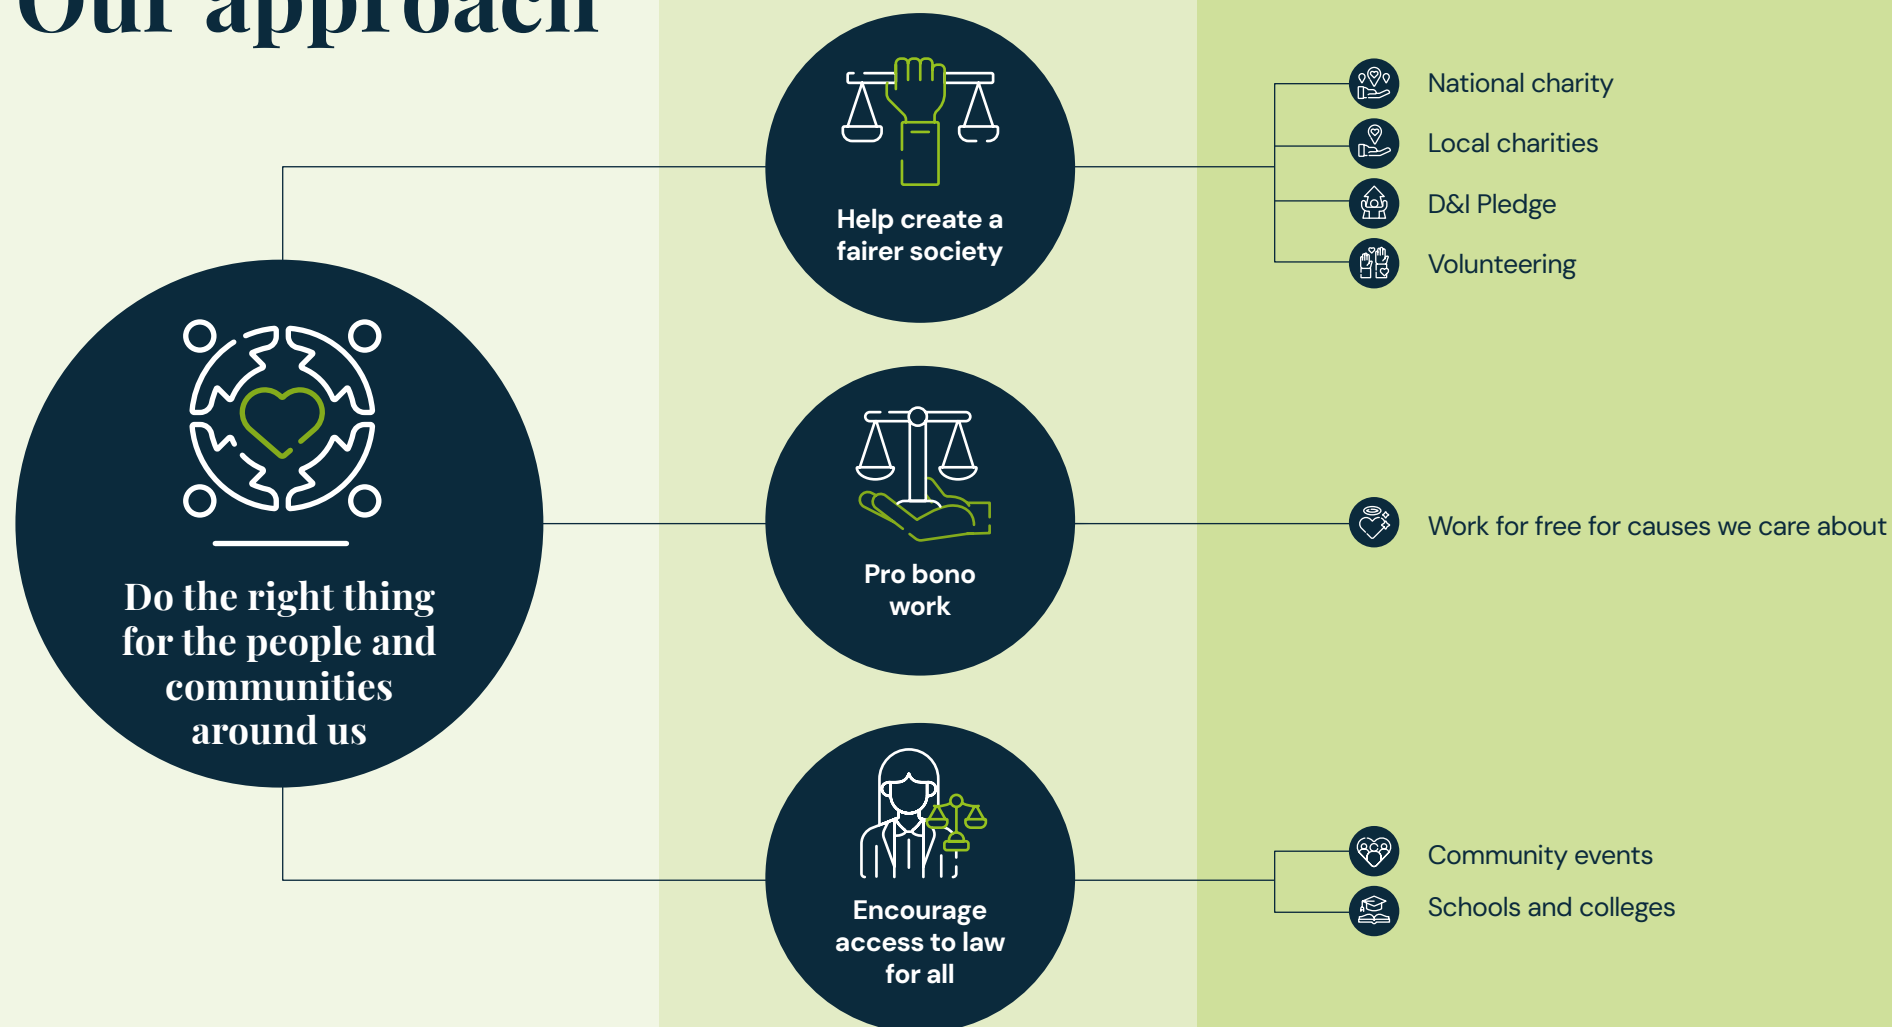 Our approach
Help create a
fairer society
National charity
Local charities
D&I Pledge
Volunteering
Do the right thing
for the people and
communities
around us
Pro bono
work
Work for free for causes we care about
Encourage
access to law
for all
Community events
Schools and colleges